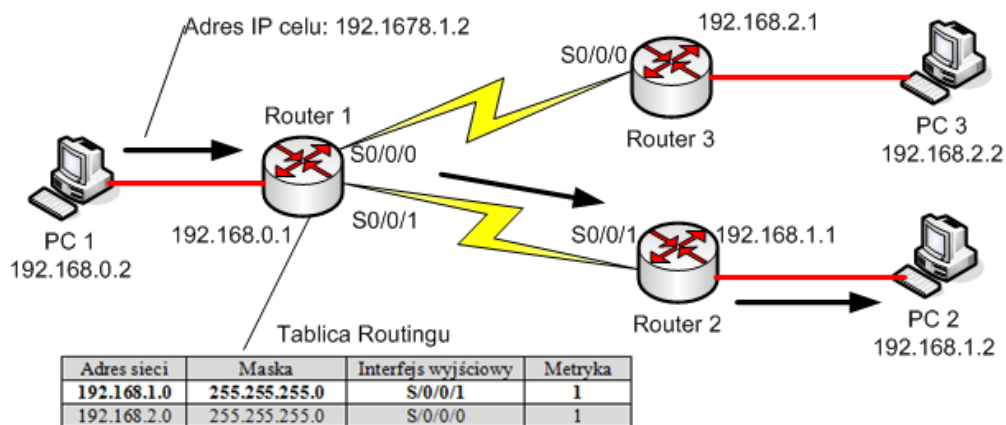 Adres IP celu: 192.1678.1.2
192.168.2.1
S0/0/0
Router 1
Router 3
PC 3
192.168.2.2
S0/0/0
S0/0/1
192.168.0.1
PC 1
192.168.0.2
S0/0/1
192.168.1.1
Router 2
PC 2
192.168.1.2
Tablica Routingu
Adres sieci Maska Interfejs wyjściowy Metryka
192.168.1.0 255.255.255.0 S/0/0/1 1
192.168.2.0 255.255.255.0 S/0/0/0 1